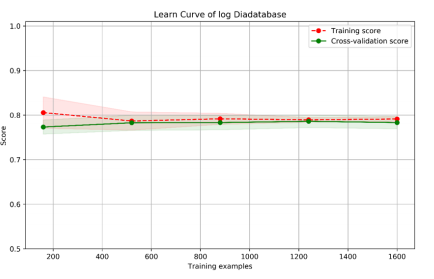 Learn Curve of log Diadatabase
Training score
Cross-validation score
1.0
0.9
0.8
0.7
0.6
0.5
Score
200 400 600 800 1000 1200 1400 1600
Training examples